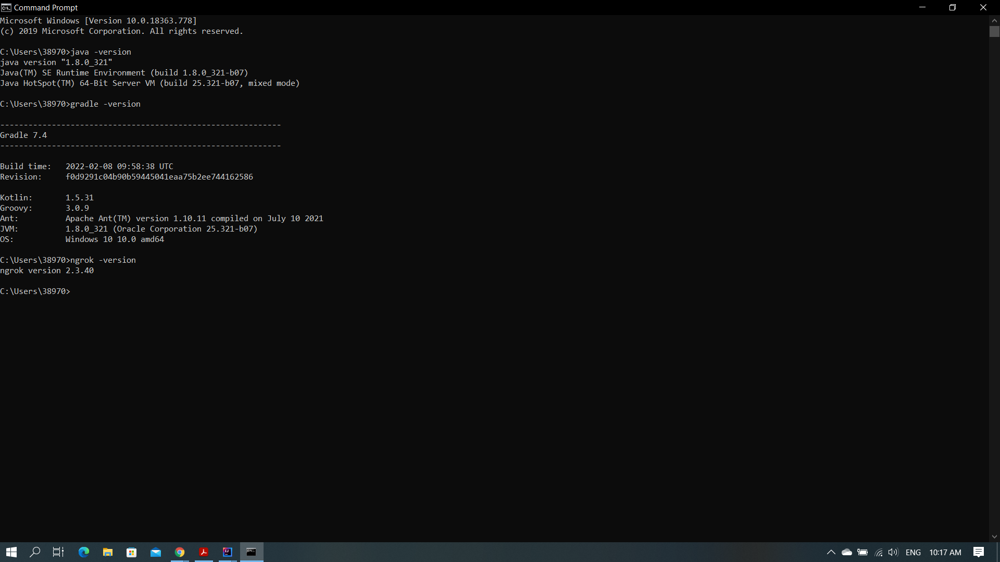 Command Prompt
Microsoft Windows [Version 10.0.18363.778]
(c) 2019 Microsoft Corporation. All rights reserved.
C:\Users\38970>java -version
java version "1.8.0_321"
Java(TM) SE Runtime Environment (build 1.8.0_321-b07)
Java HotSpot(TM) 64-Bit Server VM (build 25.321-b07, mixed mode)
C:\Users\38970>gradle -version
------------------------------------------------------------
Gradle 7.4
------------------------------------------------------------
Build time:   2022-02-08 09:58:38 UTC
Revision:     f0d9291c04b90b59445041eaa75b2ee744162586
Kotlin:       1.5.31
Groovy:       3.0.9
Ant:          Apache Ant(TM) version 1.10.11 compiled on July 10 2021
JVM:          1.8.0_321 (Oracle Corporation 25.321-b07)
OS:           Windows 10 10.0 amd64
C:\Users\38970>ngrok -version
ngrok version 2.3.40
C:\Users\38970>
ENG
10:17 AM